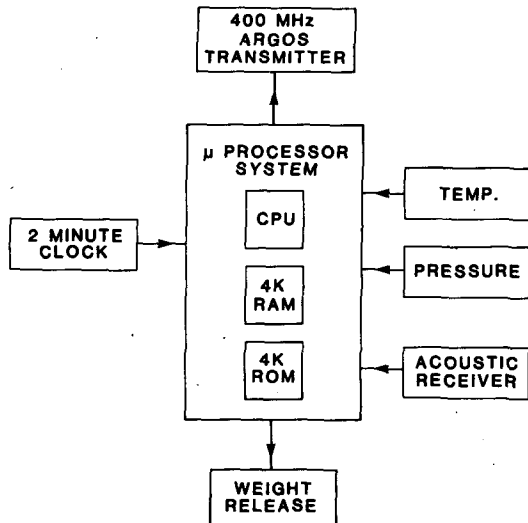 400 MHz
ARGOS
TRANSMITTER
μ PROCESSOR
SYSTEM
CPU
4K
RAM
4K
ROM
2 MINUTE
CLOCK
TEMP.
PRESSURE
ACOUSTIC
RECEIVER
WEIGHT
RELEASE